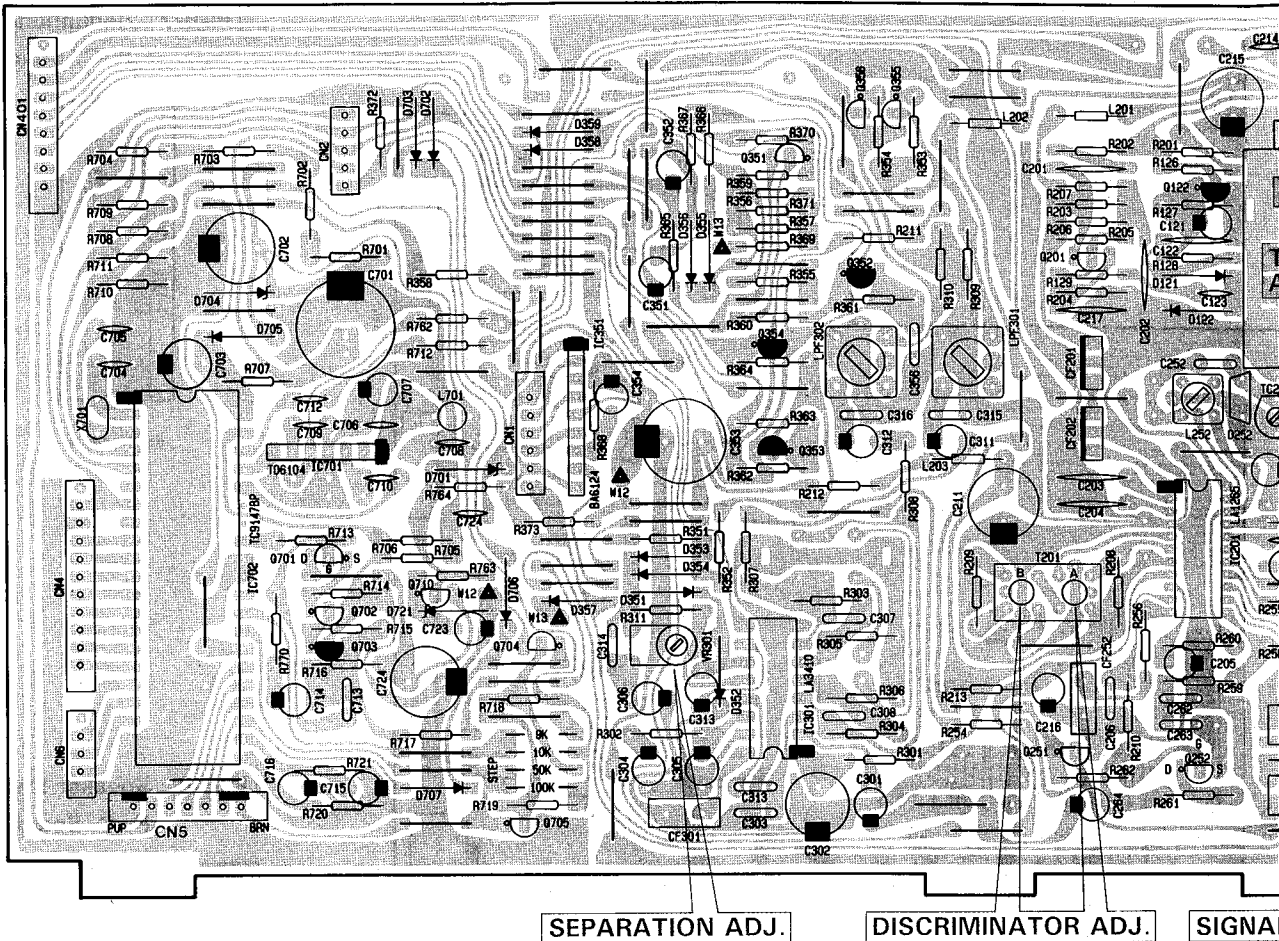 CN401
R704
R703
R702
CN2
R372
D703
D702
D359
D358
C352
R367
R366
R370
Q351
Q356
Q355
R354
R353
L202
L201
C214
C215
R202
R201
R126
C201
R207
Q122
R203
R127
C121
R206
R205
Q201
C122
R128
R129
D121
R204
C123
C217
C202
D122
R709
R708
R711
R710
D704
D705
C702
R701
C701
R358
R762
R712
R359
R356
R371
R357
R369
R355
R365
D356
D355
W13
C351
R360
Q354
R364
R211
Q352
R361
R310
R309
LPF302
LPF301
C356
C705
C704
C703
R707
X701
C712
C709
C706
C707
L701
C708
TD6104
IC701
C710
D701
R764
C724
IC351
CN1
R368
C354
BA6124
W12
C353
R363
Q353
R362
C316
C315
C312
C311
L203
R212
R308
C211
CF201
CF202
C203
C204
C252
L252
D252
CN4
TC9147BP
IC702
R713
Q701 D S
G
R706
R705
R714
Q710
R763
W12
D706
Q702
D721
R715
C723
Q703
R716
R770
C714
C713
C724
Q704
W13
R373
D357
R351
D353
D354
D351
R311
R352
R307
C314
VR301
R303
C307
R305
LA3410
IC301
R306
C308
R304
R301
C306
C313
D352
R302
C304
C305
C313
C303
CF301
C302
C301
T201
B
A
R209
R208
R256
CF252
LA1265
IC201
R260
C205
R259
C262
C263
G
Q252
D
S
R261
R213
R254
C216
C206
R210
Q251
R262
C264
CN6
R718
R717
STEP
9K
10K
50K
100K
C716
R721
C715
R720
D707
R719
Q705
PUP
CN5
BRN
SEPARATION ADJ.
DISCRIMINATOR ADJ.
SIGNA